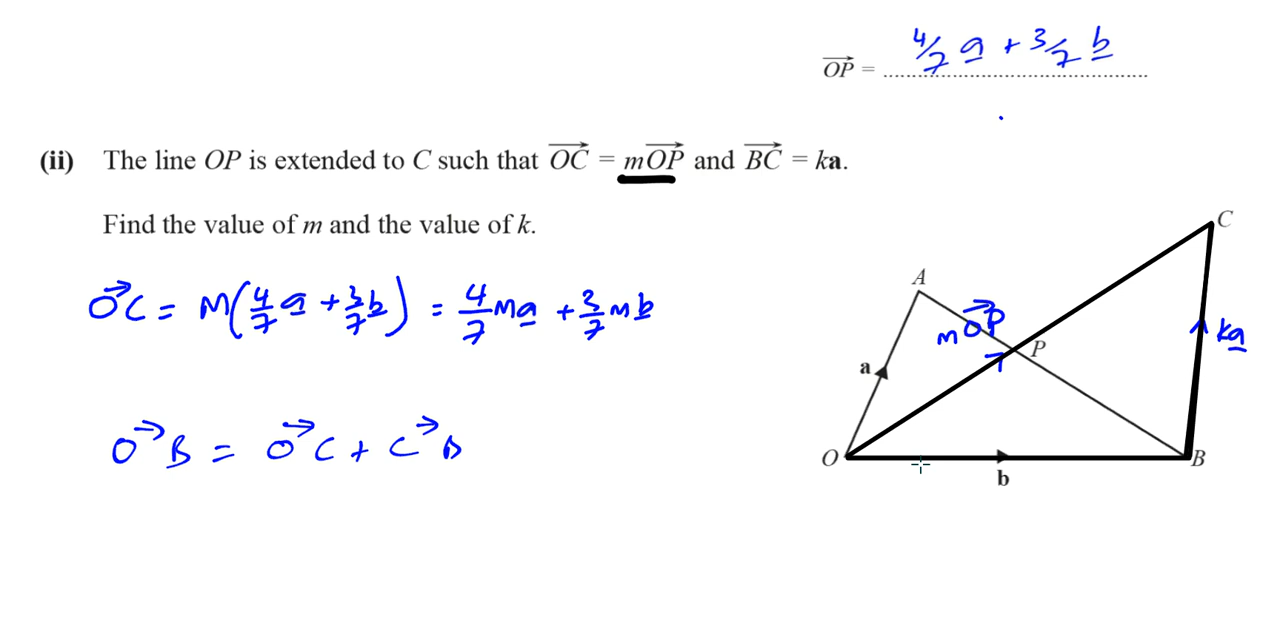 OP = 4/7 a + 3/7 b
(ii) The line OP is extended to C such that OC = mOP and BC = ka.
Find the value of m and the value of k.
OC = m(4/7 a + 3/7 b) = 4/7 ma + 3/7 mb
OB = OC + CB
C
A
mOP
P
ka
a
O
B
b